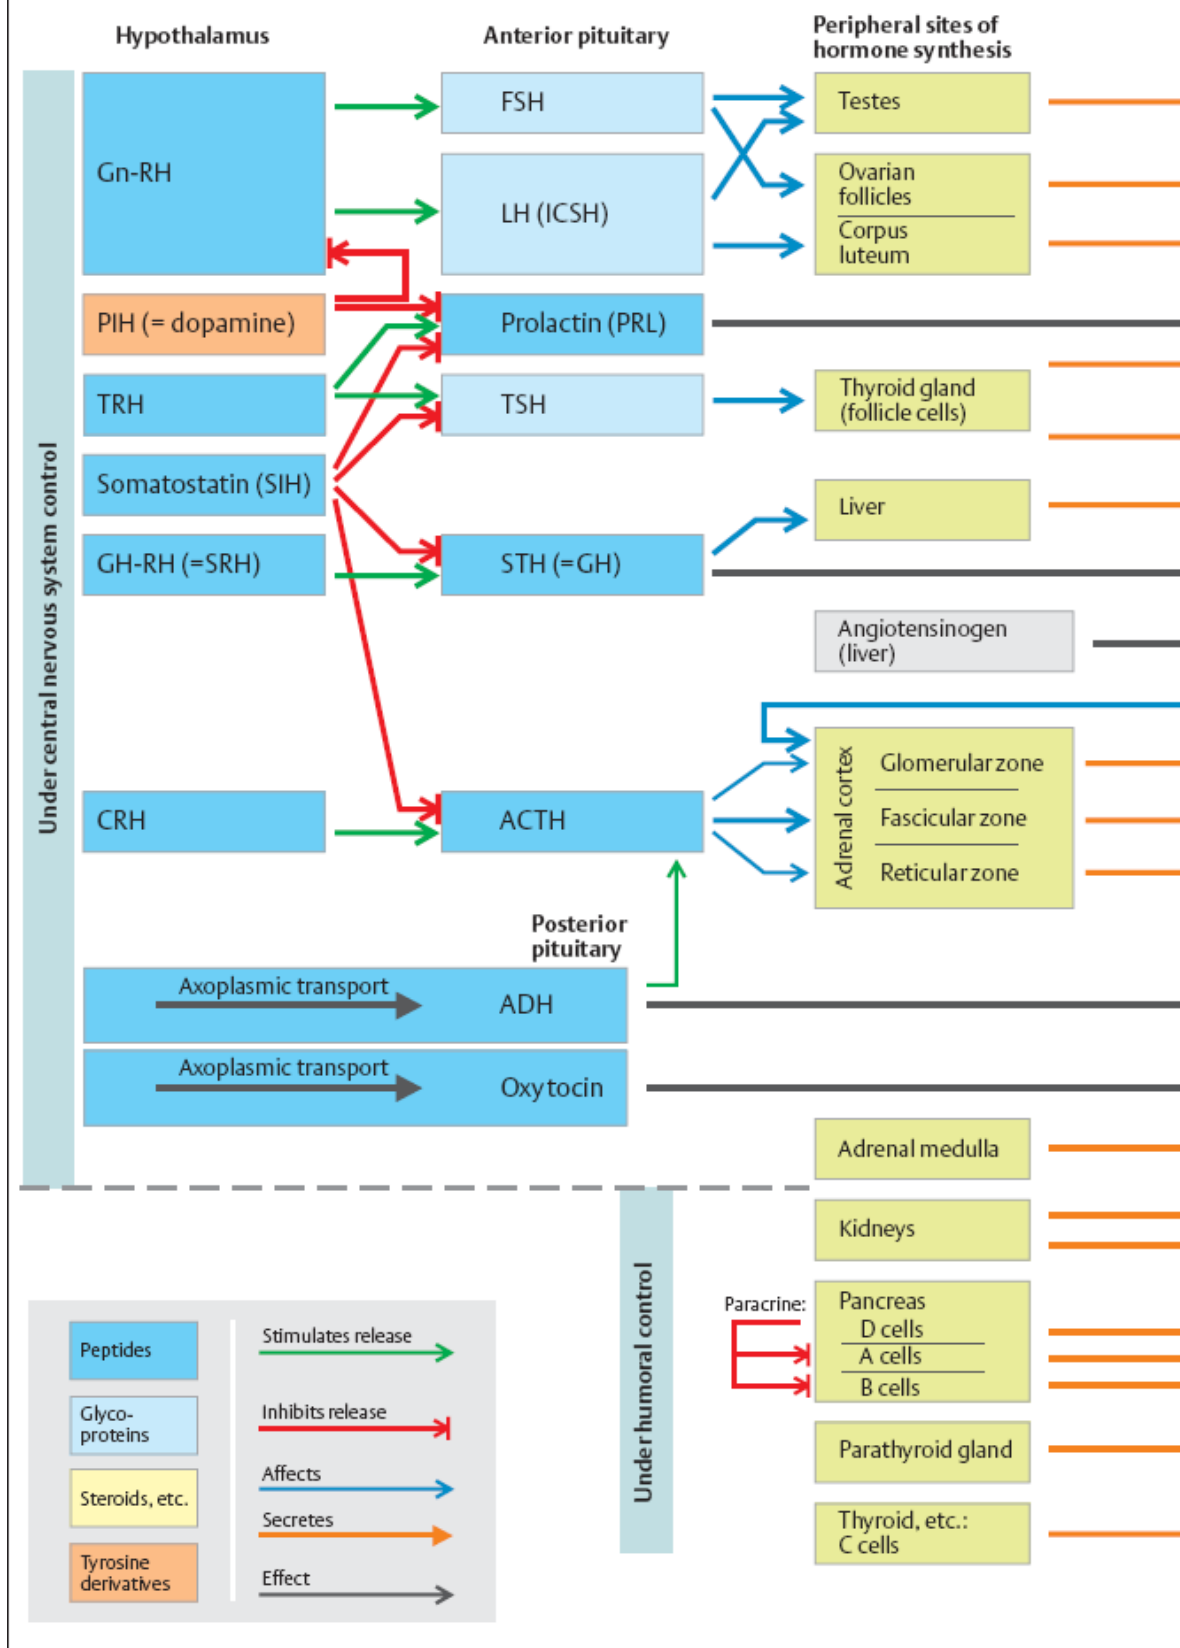 Hypothalamus
Anterior pituitary
Peripheral sites of
hormone synthesis
Under central nervous system control
Gn-RH
FSH
Testes
LH (ICSH)
Ovarian
follicles
Corpus
luteum
PIH (= dopamine)
Prolactin (PRL)
TRH
TSH
Thyroid gland
(follicle cells)
Somatostatin (SIH)
Liver
GH-RH (=SRH)
STH (=GH)
Angiotensinogen
(liver)
Adrenal cortex
Glomerular zone
CRH
ACTH
Fascicular zone
Reticular zone
Posterior
pituitary
Axoplasmic transport
ADH
Axoplasmic transport
Oxytocin
Adrenal medulla
Kidneys
Under humoral control
Paracrine:
Pancreas
D cells
A cells
B cells
Parathyroid gland
Thyroid, etc.:
C cells
Peptides
Glyco-
proteins
Steroids, etc.
Tyrosine
derivatives
Stimulates release
Inhibits release
Affects
Secretes
Effect